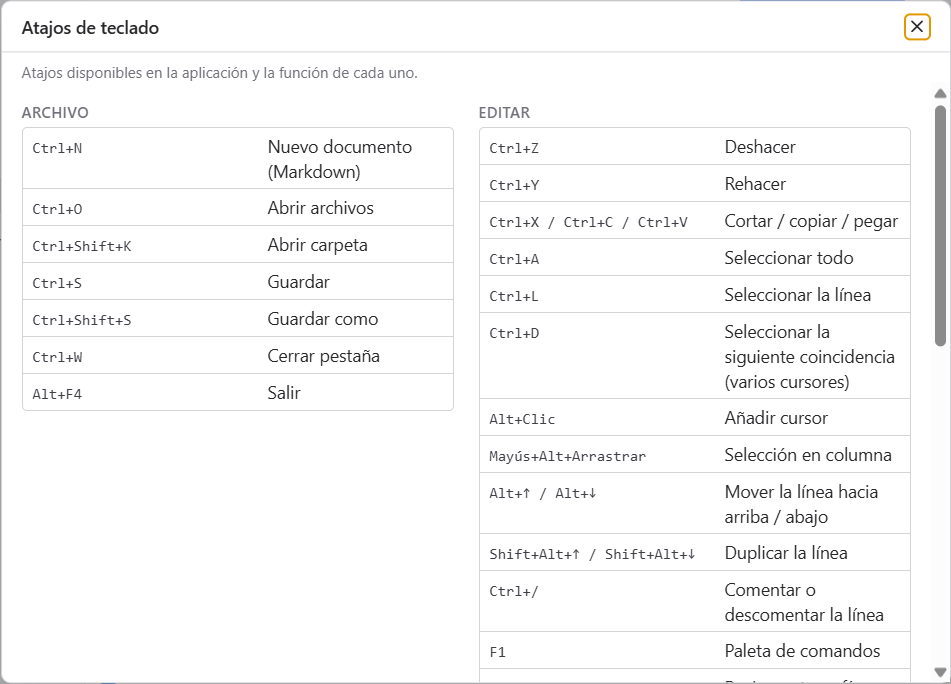 Atajos de teclado
Atajos disponibles en la aplicación y la función de cada uno.
ARCHIVO
Ctrl+N Nuevo documento
(Markdown)
Ctrl+O Abrir archivos
Ctrl+Shift+K Abrir carpeta
Ctrl+S Guardar
Ctrl+Shift+S Guardar como
Ctrl+W Cerrar pestaña
Alt+F4 Salir
EDITAR
Ctrl+Z Deshacer
Ctrl+Y Rehacer
Ctrl+X / Ctrl+C / Ctrl+V Cortar / copiar / pegar
Ctrl+A Seleccionar todo
Ctrl+L Seleccionar la línea
Ctrl+D Seleccionar la
siguiente coincidencia
(varios cursores)
Alt+Clic Añadir cursor
Mayús+Alt+Arrastrar Selección en columna
Alt+↑ / Alt+↓ Mover la línea hacia
arriba / abajo
Shift+Alt+↑ / Shift+Alt+↓ Duplicar la línea
Ctrl+/ Comentar o
descomentar la línea
F1 Paleta de comandos